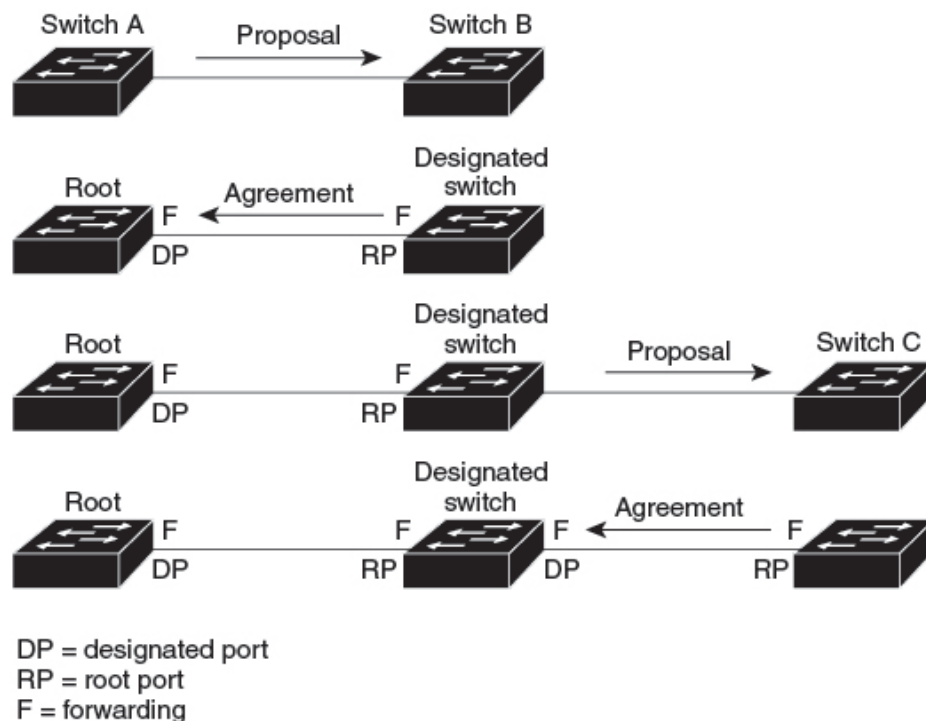 Switch A
Proposal
Switch B
Root
F
Agreement
F
Designated
switch
DP
RP
Root
F
F
Designated
switch
Proposal
Switch C
DP
RP
Root
F
F
Designated
switch
F
Agreement
F
DP
RP
DP
RP
DP = designated port
RP = root port
F = forwarding